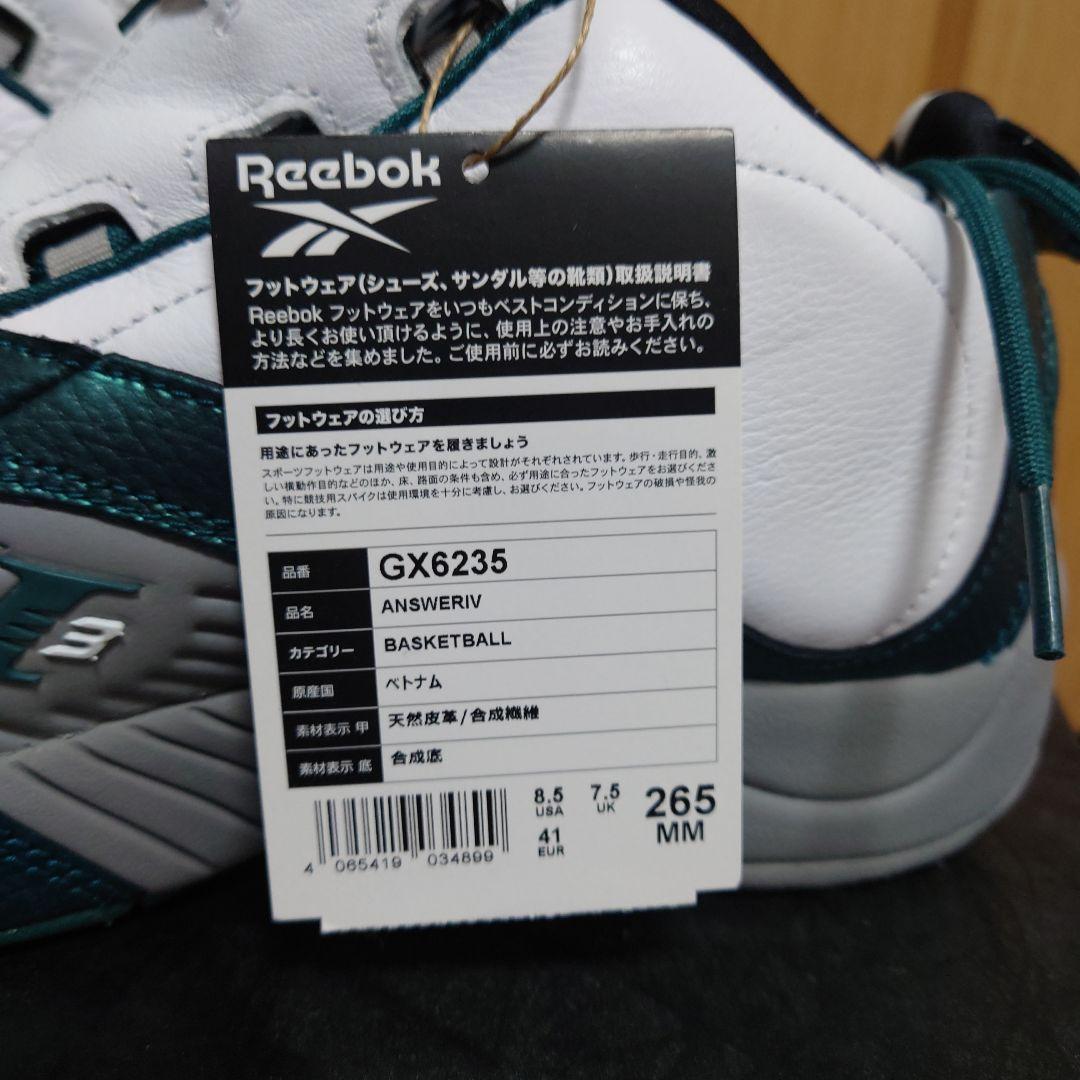 Reebok
フットウェア(シューズ、サンダル等の靴類)取扱説明書
Reebok フットウェアをいつもベストコンディションに保ち、
より長くお使い頂けるように、使用上の注意やお手入れの
方法などを集めました。ご使用前に必ずお読みください。
フットウェアの選び方
用途にあったフットウェアを履きましょう
スポーツフットウェアは用途や使用目的によって設計がそれぞれされています。歩行・走行目的、激
しい横動作目的などのほか、床、路面の条件も含め、必ず用途に合ったフットウェアをお選びくださ
い。特に競技用スパイクは使用環境を十分に考慮し、お選びください。フットウェアの破損や怪我の
原因になります。
品番 GX6235
品名 ANSWERIV
カテゴリー BASKETBALL
原産国 ベトナム
素材表示 甲 天然皮革/合成繊維
素材表示 底 合成底
8.5 7.5 265
USA UK MM
41
EUR
4 065419 034899
I3